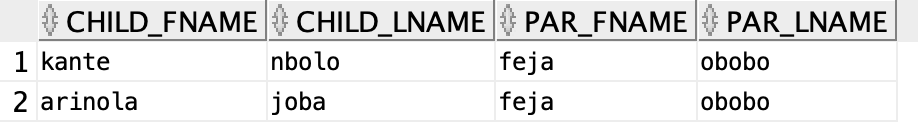 CHILD_FNAME CHILD_LNAME PAR_FNAME PAR_LNAME
1 kante nbolo feja obobo
2 arinola joba feja obobo